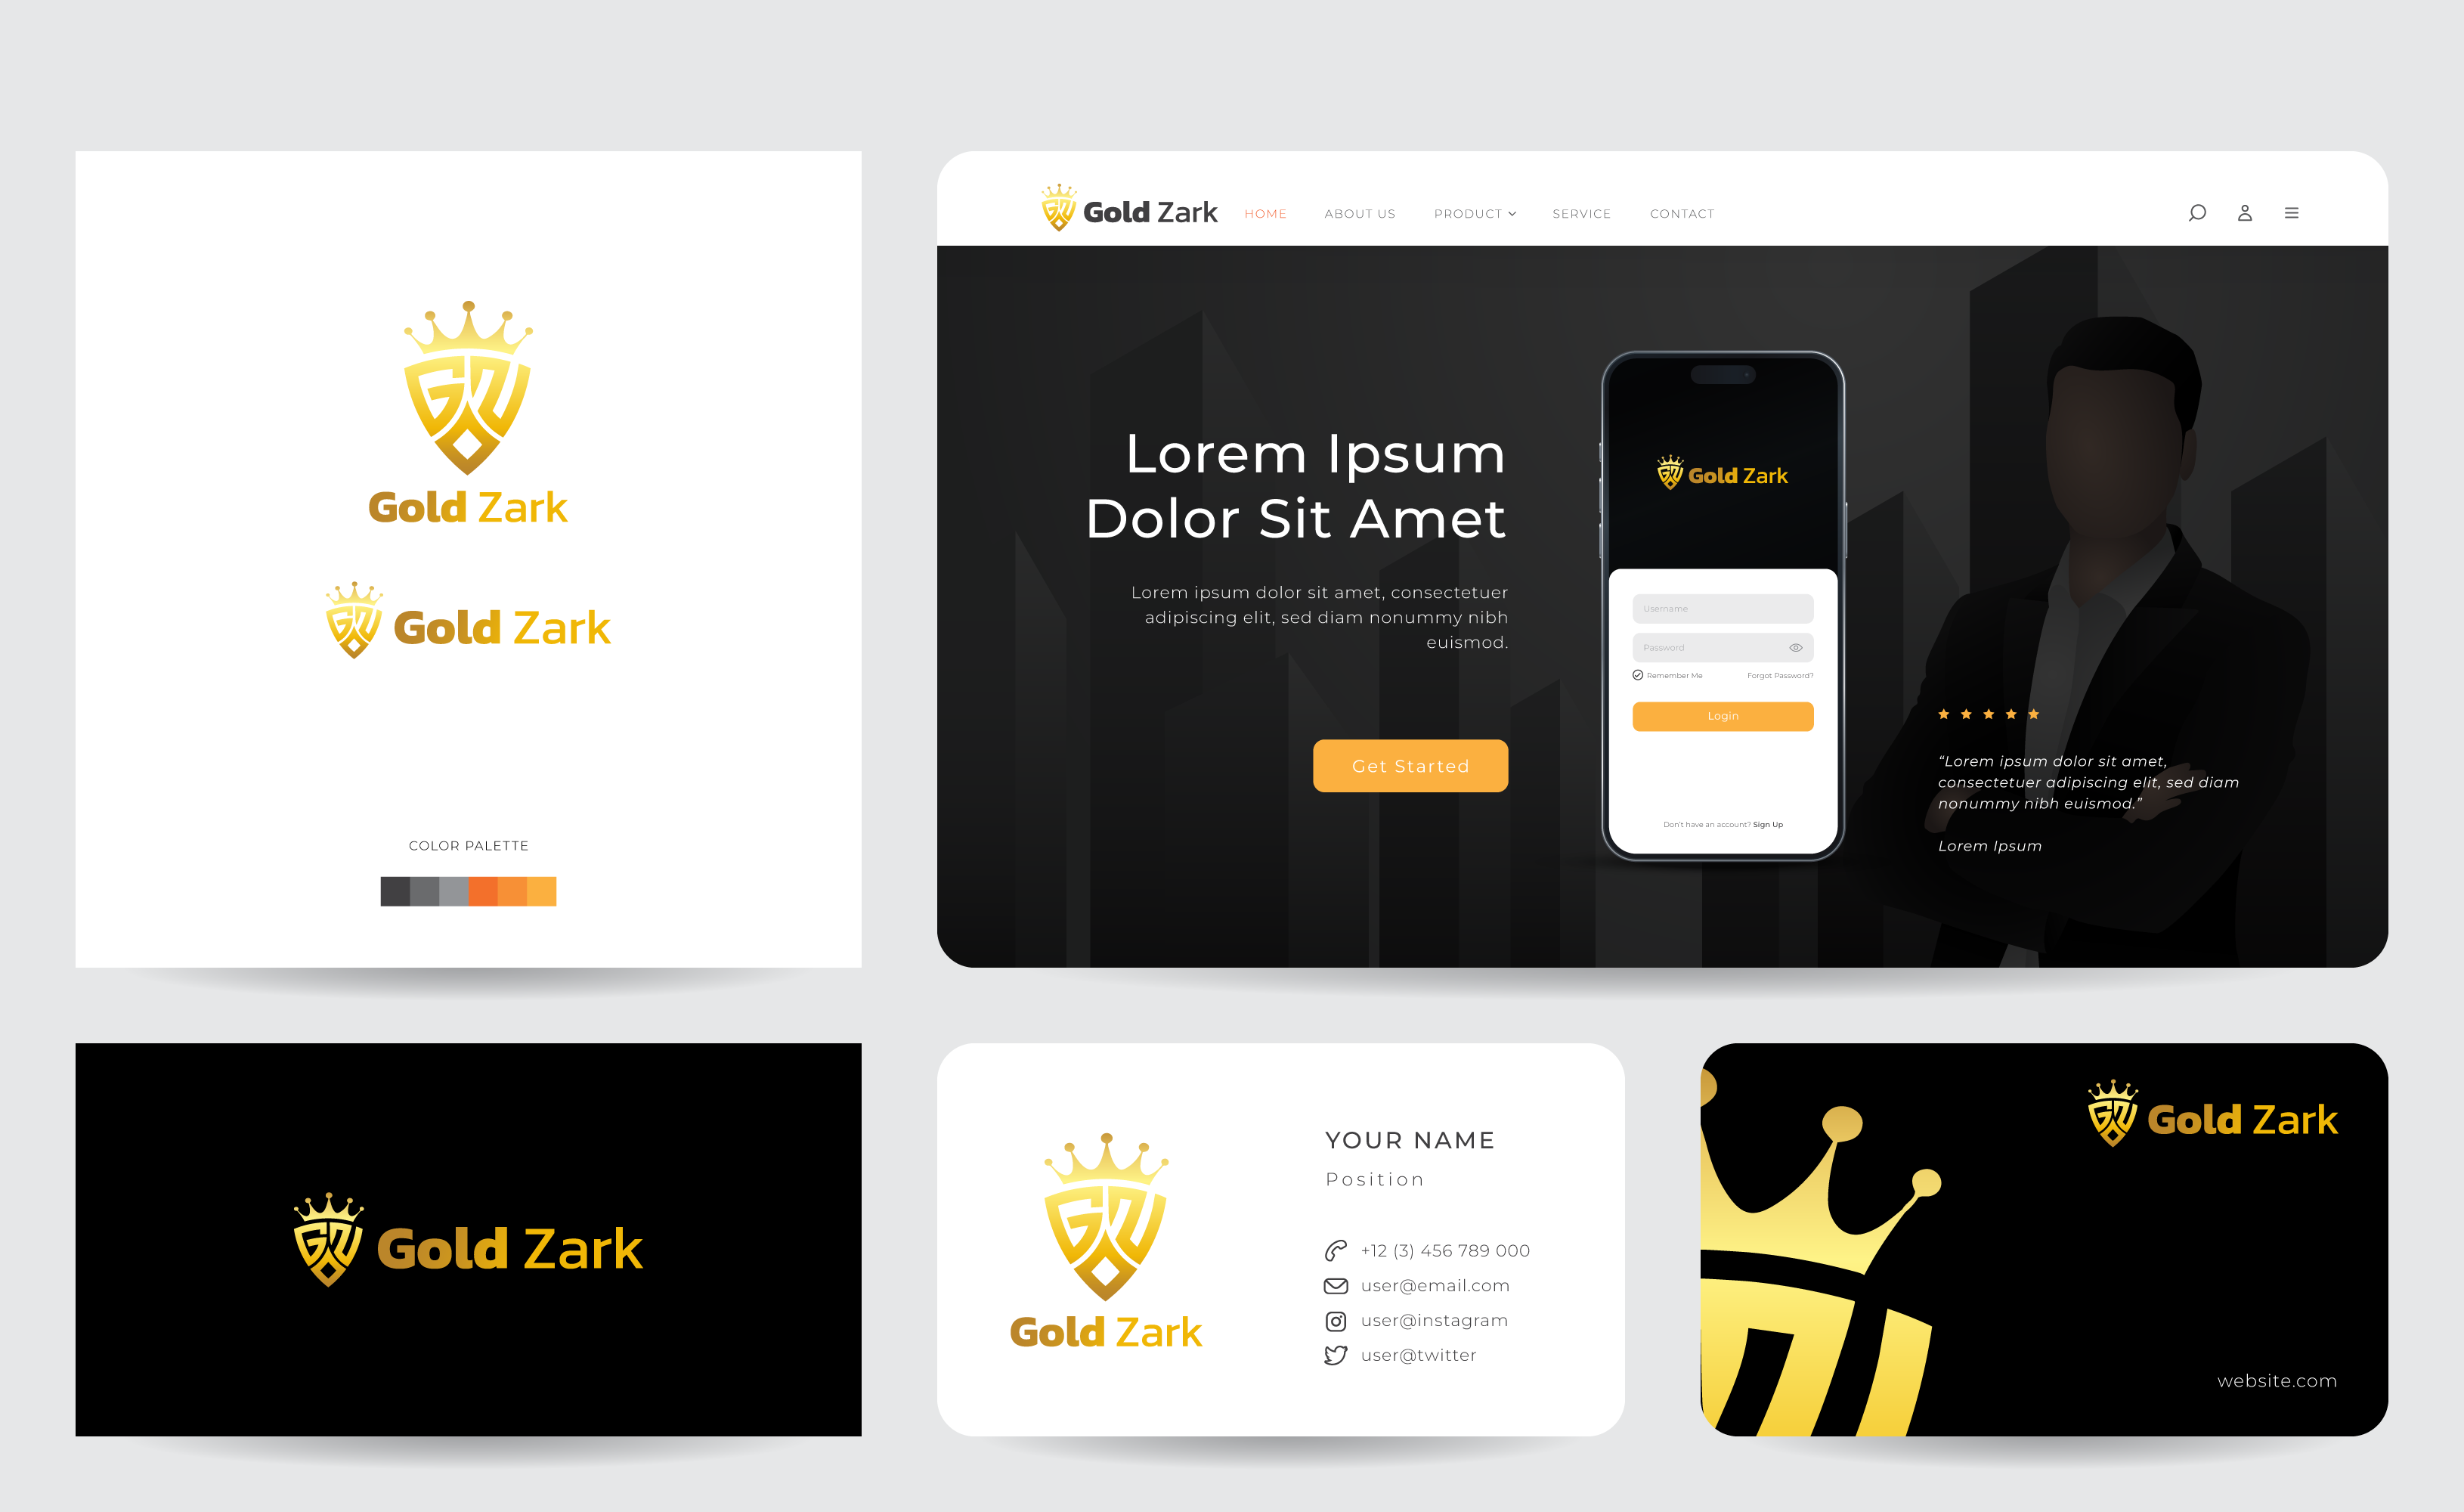 Gold Zark
Gold Zark
COLOR PALETTE
Gold Zark
HOME
ABOUT US
PRODUCT
SERVICE
CONTACT
Lorem Ipsum
Dolor Sit Amet
Lorem ipsum dolor sit amet, consectetuer
adipiscing elit, sed diam nonummy nibh
euismod.
Get Started
Gold Zark
Username
Password
Remember Me
Forgot Password?
Login
Don't have an account? Sign Up
“Lorem ipsum dolor sit amet,
consectetuer adipiscing elit, sed diam
nonummy nibh euismod.”
Lorem Ipsum
Gold Zark
Gold Zark
YOUR NAME
Position
+12 (3) 456 789 000
user@email.com
user@instagram
user@twitter
Gold Zark
website.com